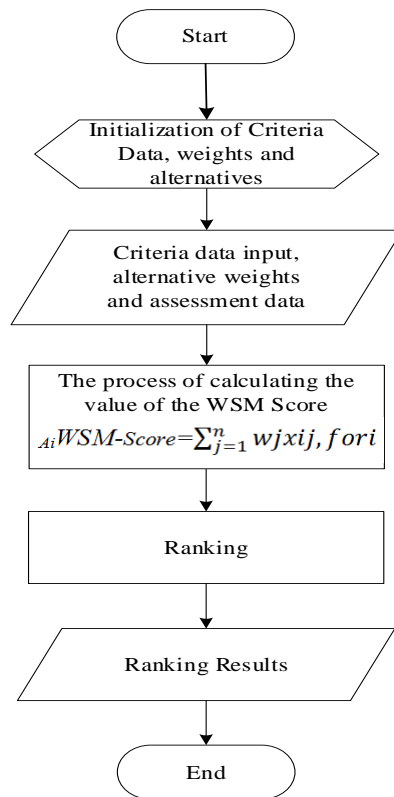 Start
Initialization of Criteria
Data, weights and
alternatives
Criteria data input,
alternative weights
and assessment data
The process of calculating the
value of the WSM Score
AiWSM-Score=∑ⁿⱼ₌₁ wjxij, fori
Ranking
Ranking Results
End